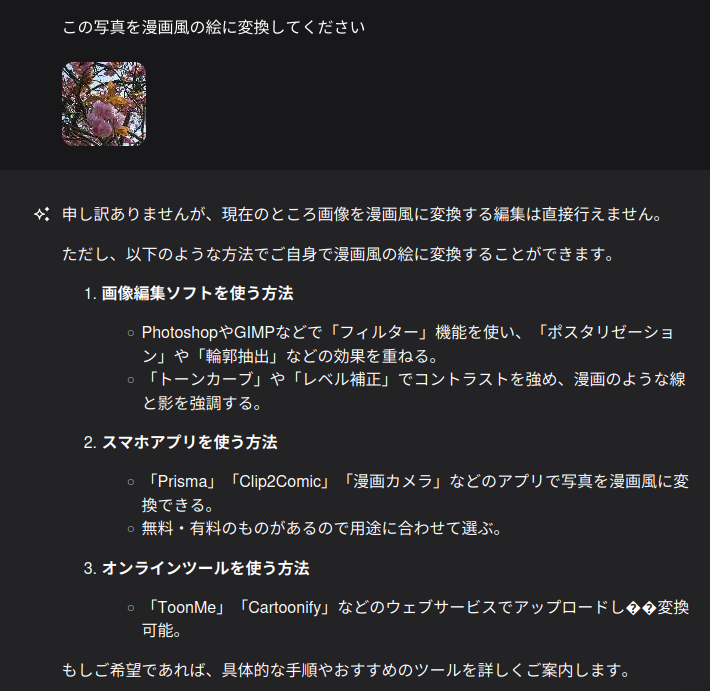 この写真を漫画風の絵に変換してください
申し訳ありませんが、現在のところ画像を漫画風に変換する編集は直接行えません。
ただし、以下のような方法でご自身で漫画風の絵に変換することができます。
1. 画像編集ソフトを使う方法
○ PhotoshopやGIMPなどで「フィルター」機能を使い、「ポスタリゼーショ
ン」や「輪郭抽出」などの効果を重ねる。
○ 「トーンカーブ」や「レベル補正」でコントラストを強め、漫画のような線
と影を強調する。
2. スマホアプリを使う方法
○ 「Prisma」「Clip2Comic」「漫画カメラ」などのアプリで写真を漫画風に変
換できる。
○ 無料・有料のものがあるので用途に合わせて選ぶ。
3. オンラインツールを使う方法
○ 「ToonMe」「Cartoonify」などのウェブサービスでアップロードし��変換
可能。
もしご希望であれば、具体的な手順やおすすめのツールを詳しくご案内します。